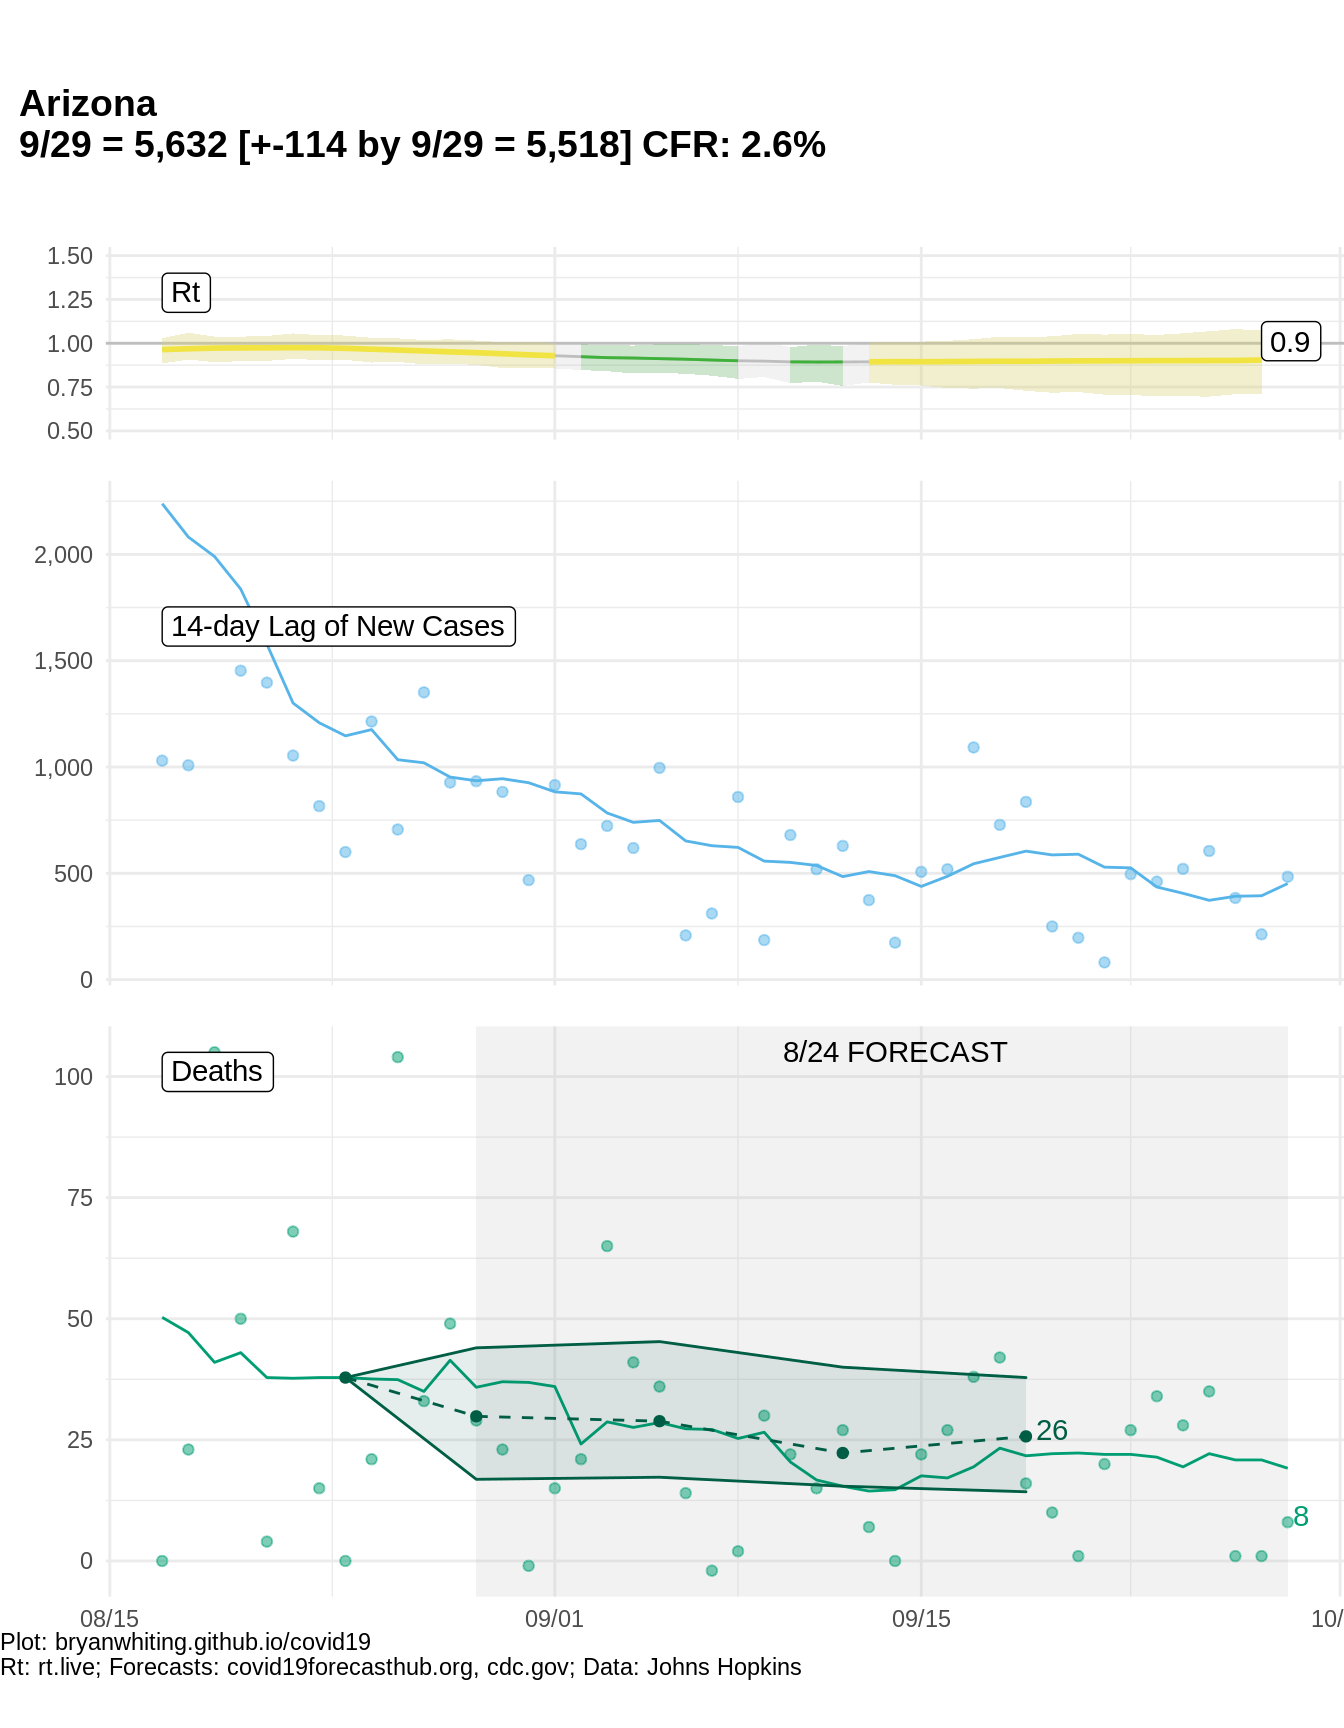 Arizona
9/29 = 5,632 [+-114 by 9/29 = 5,518] CFR: 2.6%
1.50
1.25
1.00
0.75
0.50
Rt
0.9
2,000
1,500
1,000
500
0
14-day Lag of New Cases
100
75
50
25
0
Deaths
8/24 FORECAST
26
8
08/15
09/01
09/15
10/
Plot: bryanwhiting.github.io/covid19
Rt: rt.live; Forecasts: covid19forecasthub.org, cdc.gov; Data: Johns Hopkins